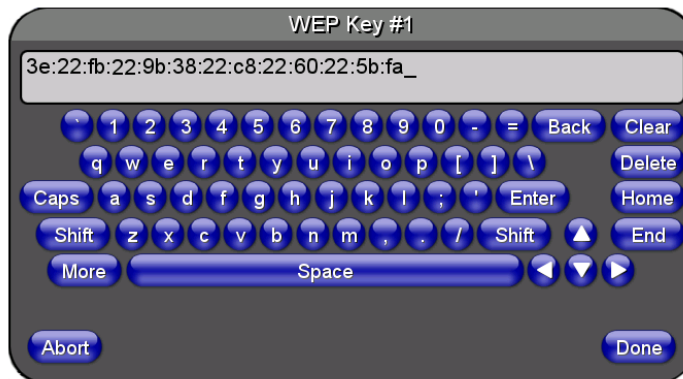 WEP Key #1
3e:22:fb:22:9b:38:22:c8:22:60:22:5b:fa_
` 1 2 3 4 5 6 7 8 9 0 - = Back Clear
q w e r t y u i o p [ ] \ Delete
Caps a s d f g h j k l ; ' Enter Home
Shift z x c v b n m , . / Shift End
More Space
Abort Done